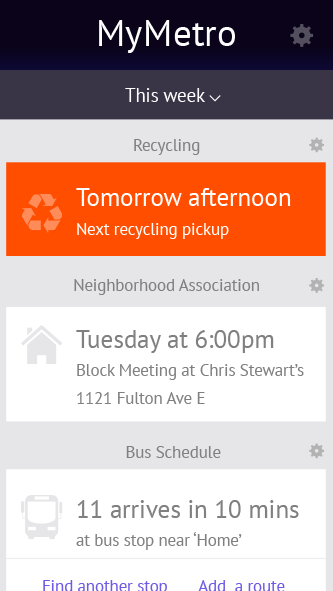 MyMetro
This week
Recycling
Tomorrow afternoon
Next recycling pickup
Neighborhood Association
Tuesday at 6:00pm
Block Meeting at Chris Stewart’s
1121 Fulton Ave E
Bus Schedule
11 arrives in 10 mins
at bus stop near ‘Home’
Find another stop Add a route